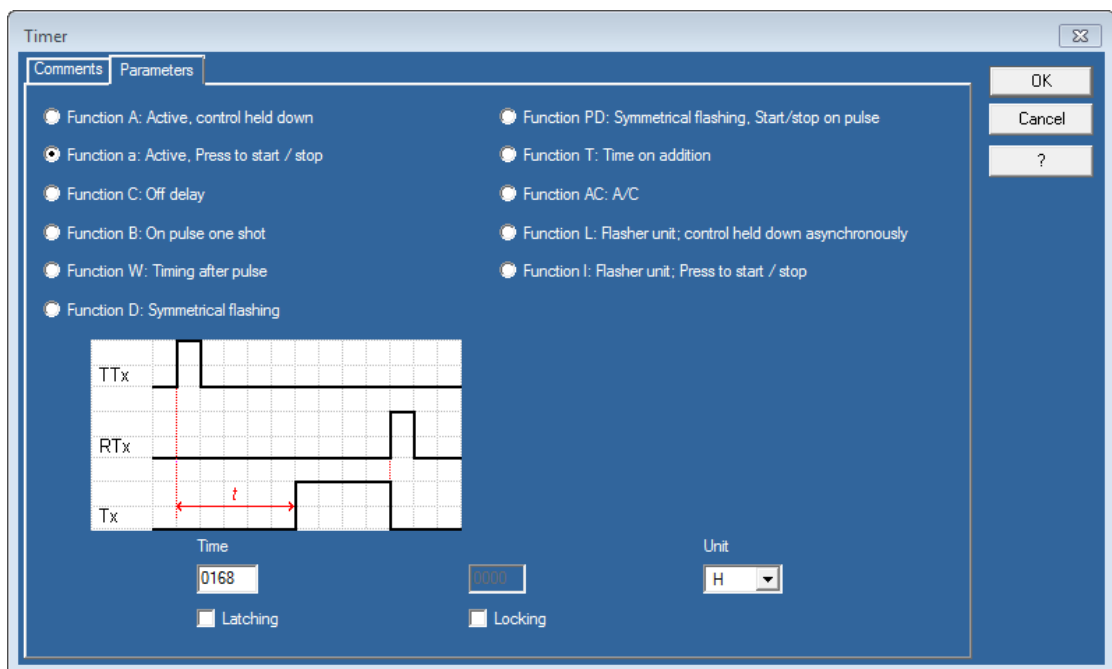 Timer
Comments
Parameters
OK
Cancel
?
Function A: Active, control held down
Function a: Active, Press to start / stop
Function C: Off delay
Function B: On pulse one shot
Function W: Timing after pulse
Function D: Symmetrical flashing
Function PD: Symmetrical flashing, Start/stop on pulse
Function T: Time on addition
Function AC: A/C
Function L: Flasher unit; control held down asynchronously
Function l: Flasher unit; Press to start / stop
TTx
RTx
t
Tx
Time
Unit
0168
0000
H
Latching
Locking